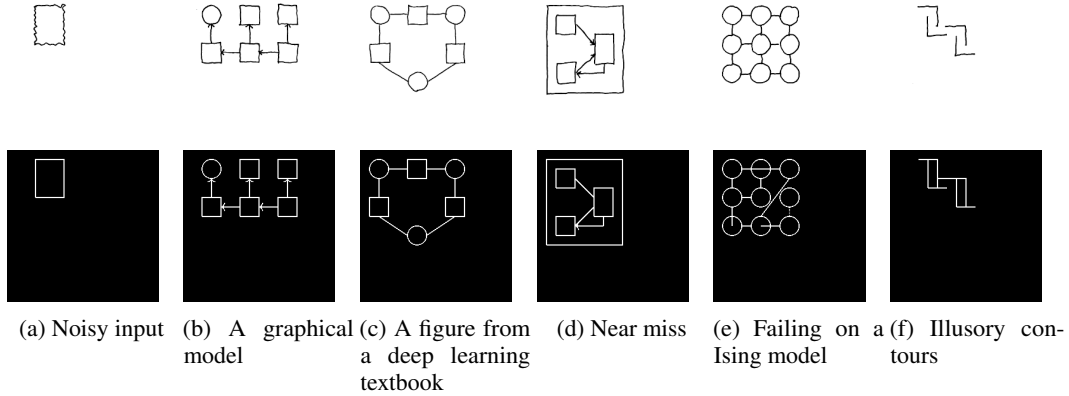 (a) Noisy input
(b) A graphical model
(c) A figure from a deep learning textbook
(d) Near miss
(e) Failing on a Ising model
(f) Illusory con-
tours